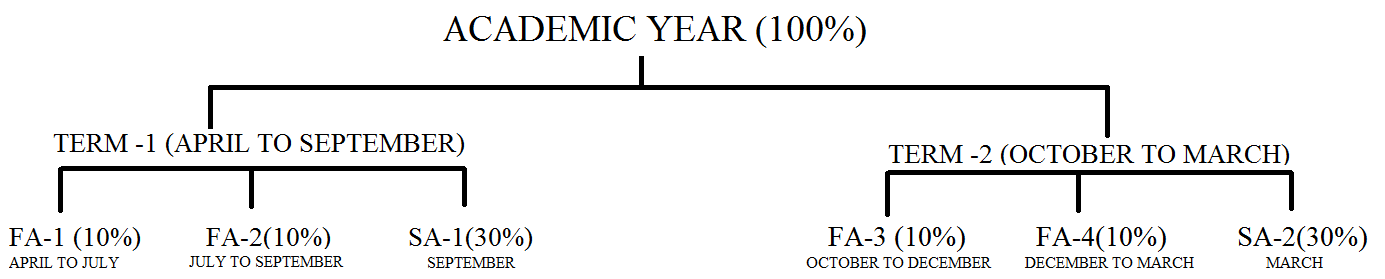 ACADEMIC YEAR (100%)
TERM -1 (APRIL TO SEPTEMBER)
TERM -2 (OCTOBER TO MARCH)
FA-1 (10%)
APRIL TO JULY
FA-2(10%)
JULY TO SEPTEMBER
SA-1(30%)
SEPTEMBER
FA-3 (10%)
OCTOBER TO DECEMBER
FA-4(10%)
DECEMBER TO MARCH
SA-2(30%)
MARCH